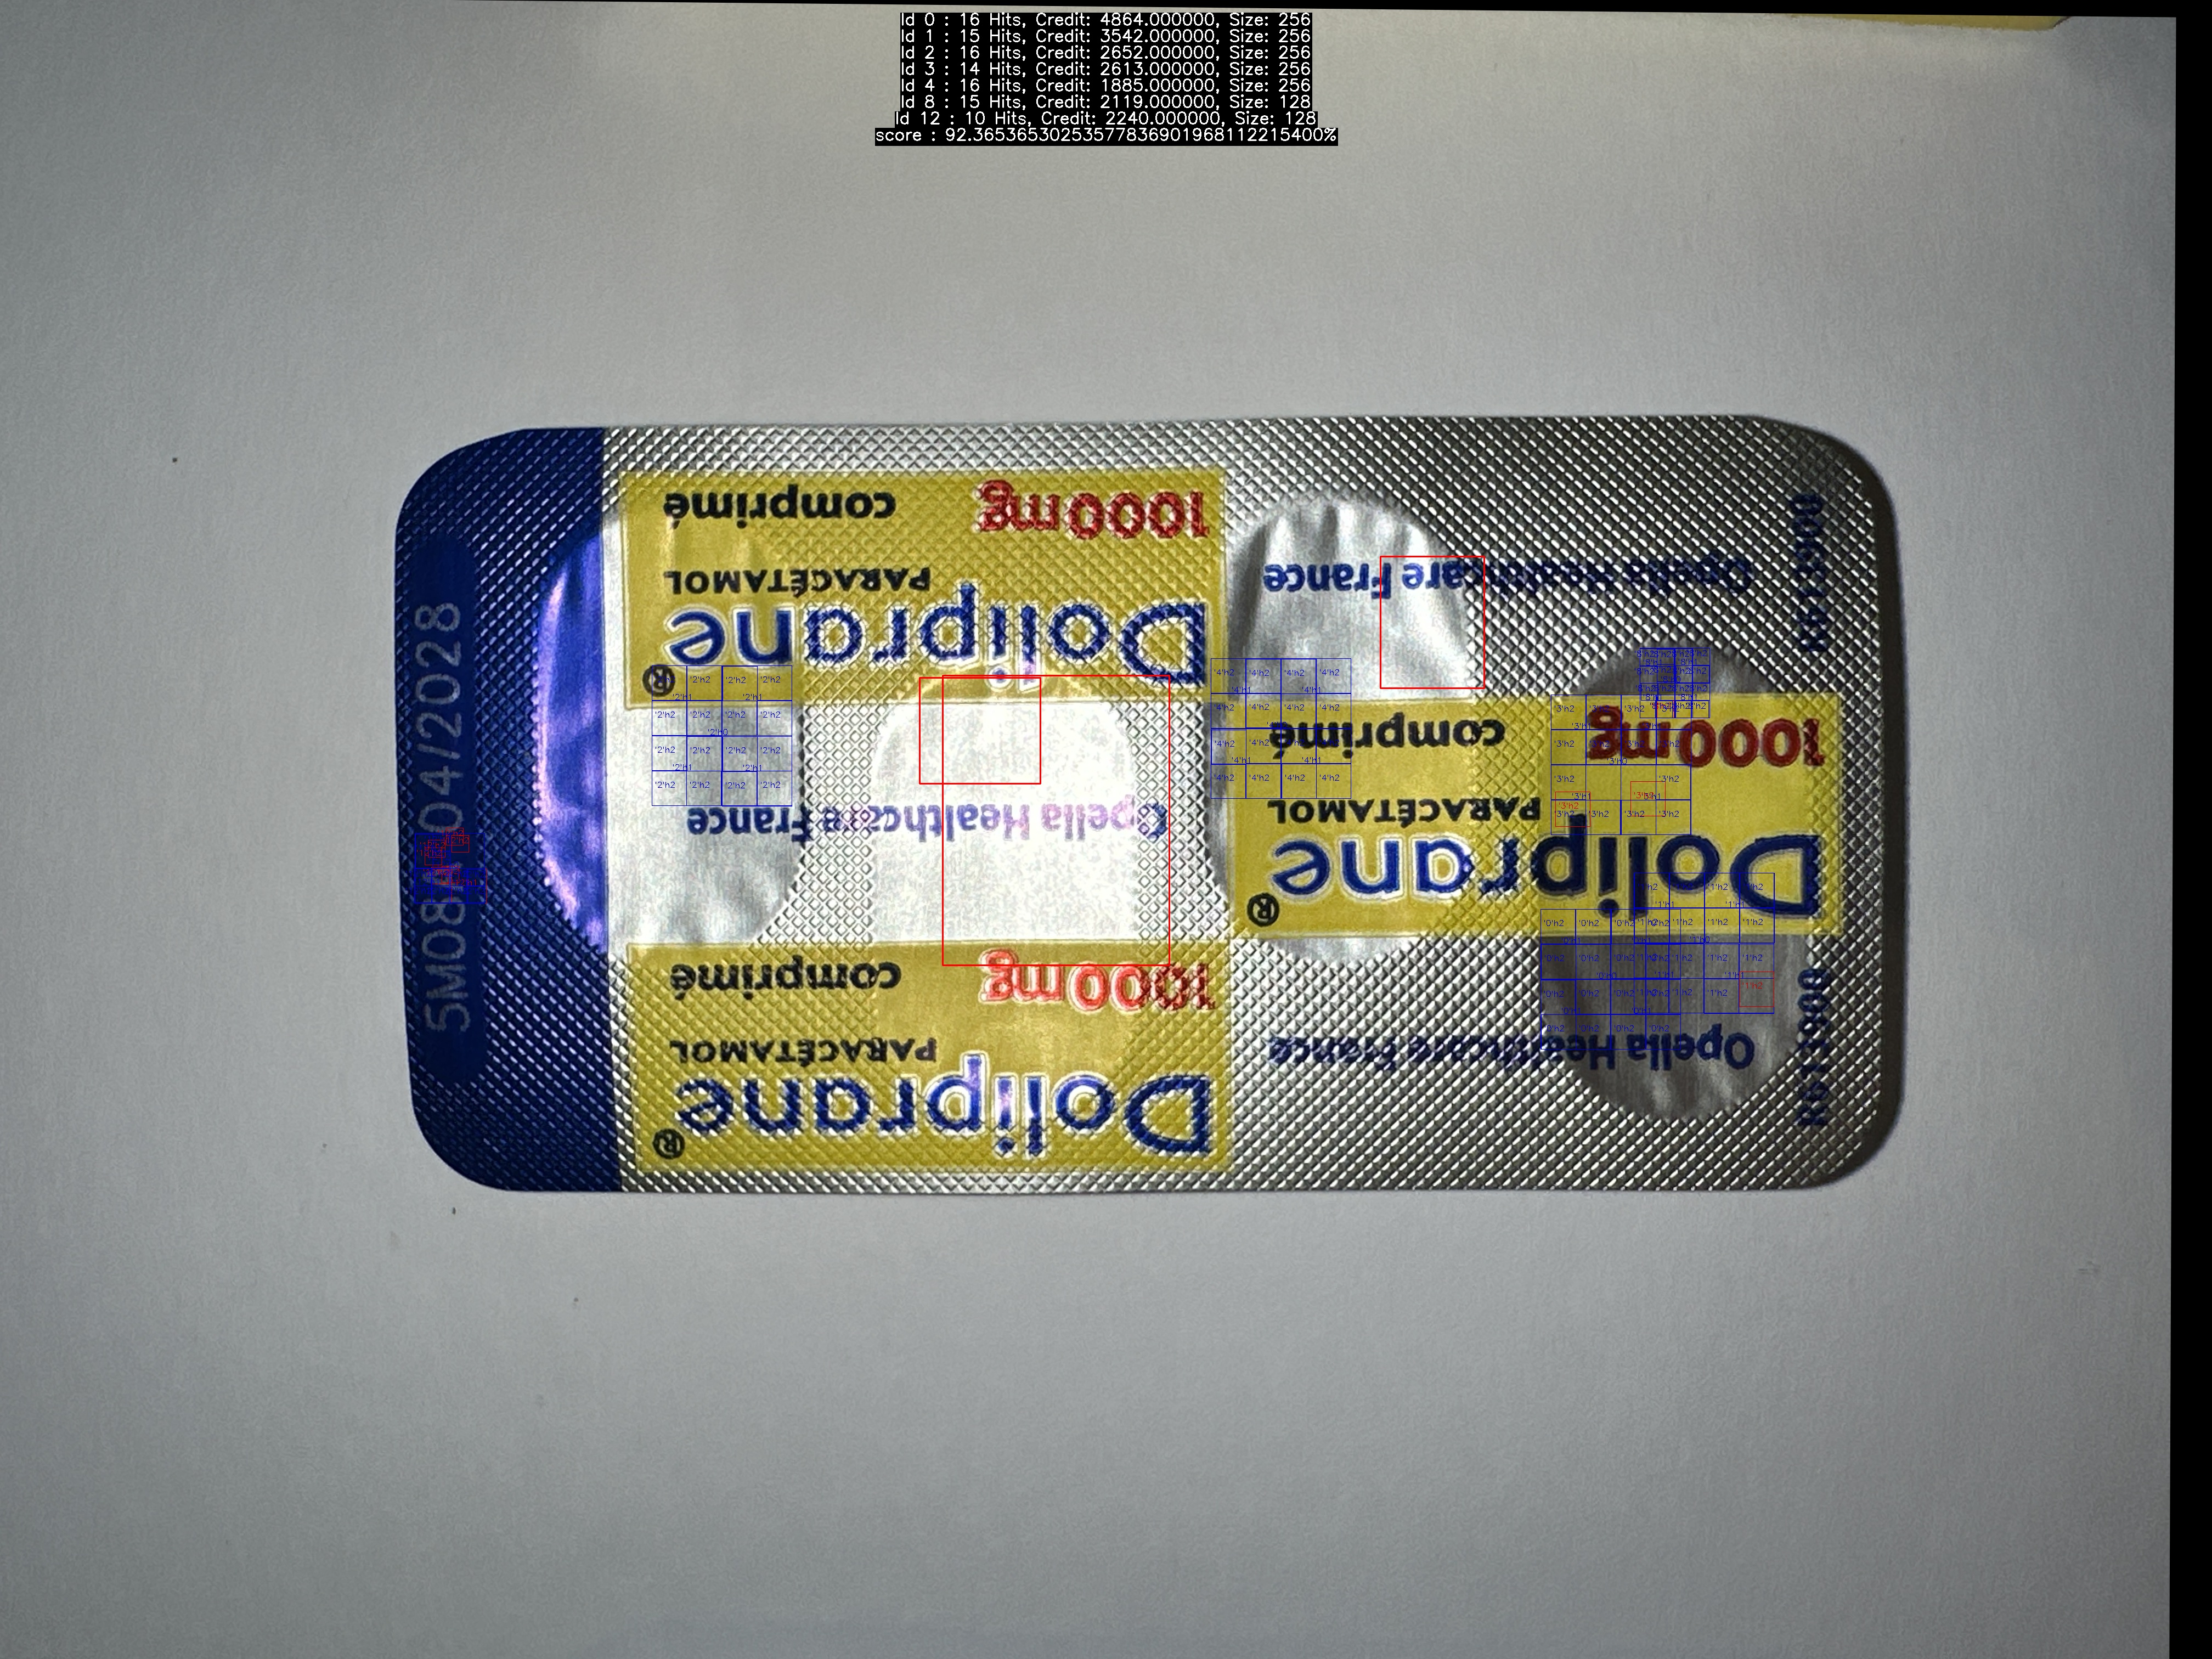 Id 0 : 16 Hits, Credit: 4864.000000, Size: 256
Id 1 : 15 Hits, Credit: 3542.000000, Size: 256
Id 2 : 16 Hits, Credit: 2652.000000, Size: 256
Id 3 : 14 Hits, Credit: 2613.000000, Size: 256
Id 4 : 16 Hits, Credit: 1885.000000, Size: 256
Id 8 : 15 Hits, Credit: 2119.000000, Size: 128
Id 12 : 10 Hits, Credit: 2240.000000, Size: 128
score : 92.36536530253577836901968112215400%
Doliprane®
PARACÉTAMOL
1000mg comprimé
Opella Healthcare France
Doliprane®
PARACÉTAMOL
1000mg comprimé
Opella Healthcare France
Doliprane®
PARACÉTAMOL
1000mg comprimé
Opella Healthcare France
R613900
R613900
04/2028